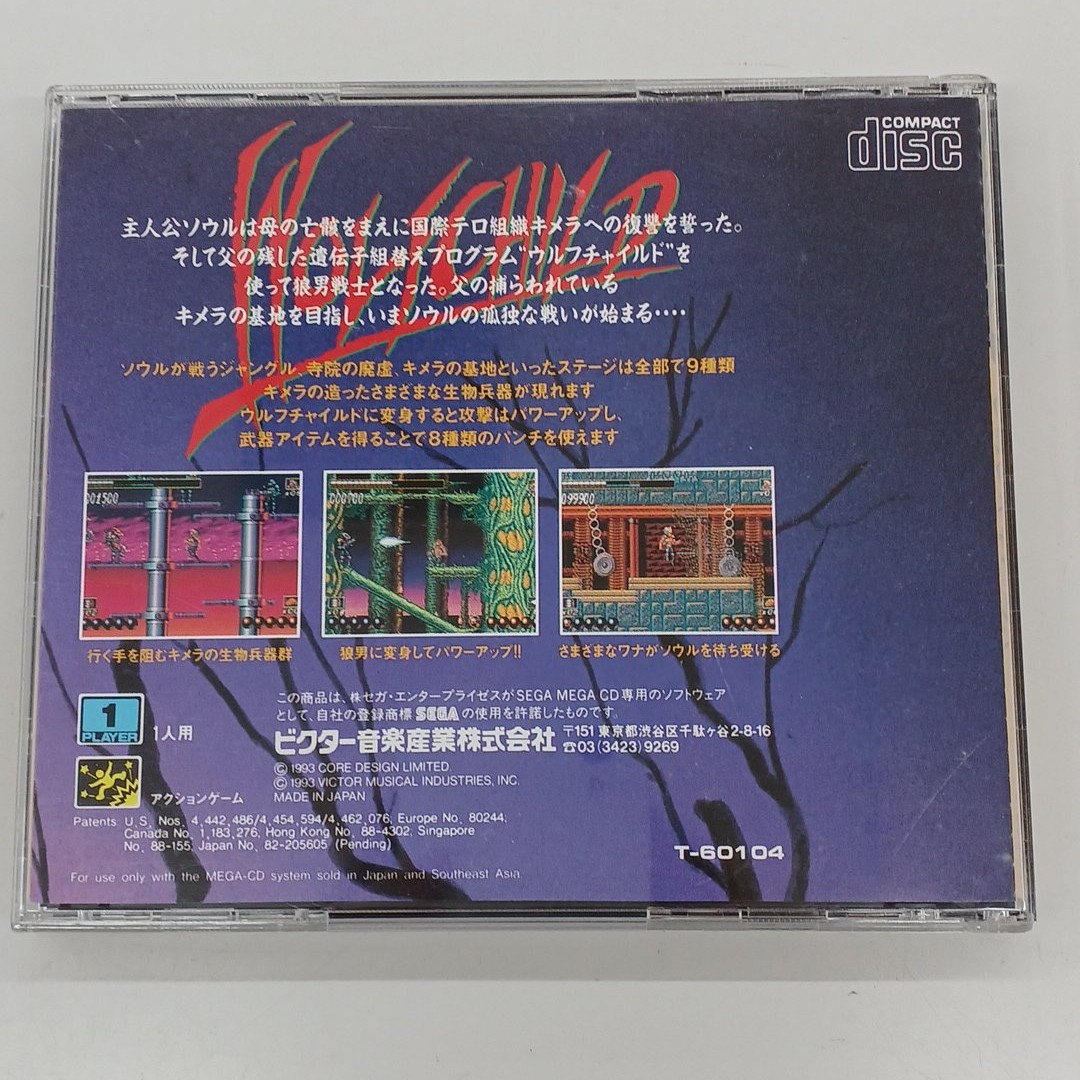 COMPACT
disc
WOLFCHILD
主人公ソウルは母の亡骸をまえに国際テロ組織キメラへの復讐を誓った。
そして父の残した遺伝子組替えプログラム“ウルフチャイルド”を
使って狼男戦士となった。父の捕らわれている
キメラの基地を目指し、いまソウルの孤独な戦いが始まる‥‥
ソウルが戦うジャングル、寺院の廃虚、キメラの基地といったステージは全部で9種類
キメラの造ったさまざまな生物兵器が現れます
ウルフチャイルドに変身すると攻撃はパワーアップし、
武器アイテムを得ることで8種類のパンチを使えます
001500
000700
099900
行く手を阻むキメラの生物兵器群
狼男に変身してパワーアップ!!
さまざまなワナがソウルを待ち受ける
1
PLAYER
1人用
アクションゲーム
この商品は、株セガ・エンタープライゼスがSEGA MEGA CD専用のソフトウェア
として、自社の登録商標 SEGA の使用を許諾したものです。
ビクター音楽産業株式会社
〒151 東京都渋谷区千駄ヶ谷2-8-16
☎03(3423)9269
© 1993 CORE DESIGN LIMITED.
© 1993 VICTOR MUSICAL INDUSTRIES, INC.
MADE IN JAPAN
Patents: U.S. Nos. 4,442,486/4,454,594/4,462,076; Europe No. 80244;
Canada No. 1,183,276; Hong Kong No. 88-4302; Singapore
No. 88-155; Japan No. 82-205605 (Pending)
T-60104
For use only with the MEGA-CD system sold in Japan and Southeast Asia.